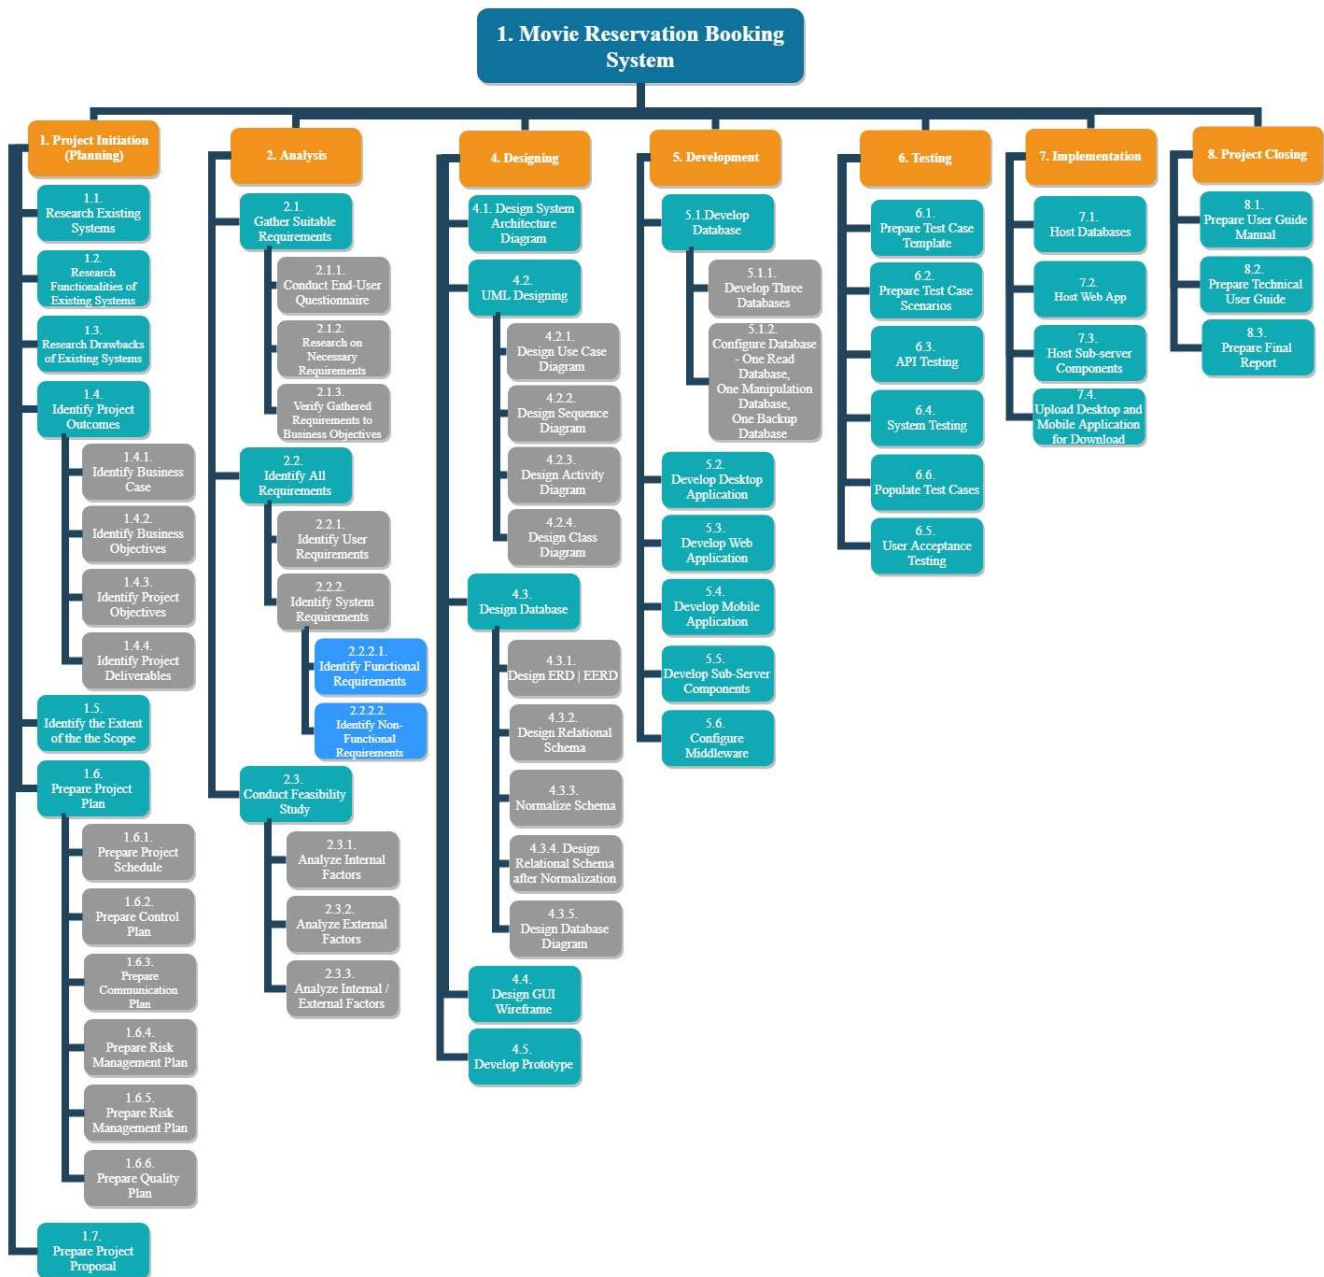 1. Movie Reservation Booking
System
1. Project Initiation
(Planning)
1.1.
Research Existing
Systems
1.2.
Research
Functionalities of
Existing Systems
1.3.
Research Drawbacks
of Existing Systems
1.4.
Identify Project
Outcomes
1.4.1.
Identify Business
Case
1.4.2.
Identify Business
Objectives
1.4.3.
Identify Project
Objectives
1.4.4.
Identify Project
Deliverables
1.5.
Identify the Extent
of the the Scope
1.6.
Prepare Project
Plan
1.6.1.
Prepare Project
Schedule
1.6.2.
Prepare Control
Plan
1.6.3.
Prepare
Communication
Plan
1.6.4.
Prepare Risk
Management Plan
1.6.5.
Prepare Risk
Management Plan
1.6.6.
Prepare Quality
Plan
1.7.
Prepare Project
Proposal
2. Analysis
2.1.
Gather Suitable
Requirements
2.1.1.
Conduct End-User
Questionnaire
2.1.2.
Research on
Necessary
Requirements
2.1.3.
Verify Gathered
Requirements to
Business Objectives
2.2.
Identify All
Requirements
2.2.1.
Identify User
Requirements
2.2.2.
Identify System
Requirements
2.2.2.1.
Identify Functional
Requirements
2.2.2.2.
Identify Non-
Functional
Requirements
2.3.
Conduct Feasibility
Study
2.3.1.
Analyze Internal
Factors
2.3.2.
Analyze External
Factors
2.3.3.
Analyze Internal /
External Factors
4. Designing
4.1. Design System
Architecture
Diagram
4.2.
UML Designing
4.2.1.
Design Use Case
Diagram
4.2.2.
Design Sequence
Diagram
4.2.3.
Design Activity
Diagram
4.2.4.
Design Class
Diagram
4.3.
Design Database
4.3.1.
Design ERD | EERD
4.3.2.
Design Relational
Schema
4.3.3.
Normalize Schema
4.3.4. Design
Relational Schema
after Normalization
4.3.5.
Design Database
Diagram
4.4.
Design GUI
Wireframe
4.5.
Develop Prototype
5. Development
5.1.Develop
Database
5.1.1.
Develop Three
Databases
5.1.2.
Configure Database
- One Read
Database,
One Manipulation
Database,
One Backup
Database
5.2.
Develop Desktop
Application
5.3.
Develop Web
Application
5.4.
Develop Mobile
Application
5.5.
Develop Sub-Server
Components
5.6.
Configure
Middleware
6. Testing
6.1.
Prepare Test Case
Template
6.2.
Prepare Test Case
Scenarios
6.3.
API Testing
6.4.
System Testing
6.6.
Populate Test Cases
6.5.
User Acceptance
Testing
7. Implementation
7.1.
Host Databases
7.2.
Host Web App
7.3.
Host Sub-server
Components
7.4.
Upload Desktop and
Mobile Application
for Download
8. Project Closing
8.1.
Prepare User Guide
Manual
8.2.
Prepare Technical
User Guide
8.3.
Prepare Final
Report